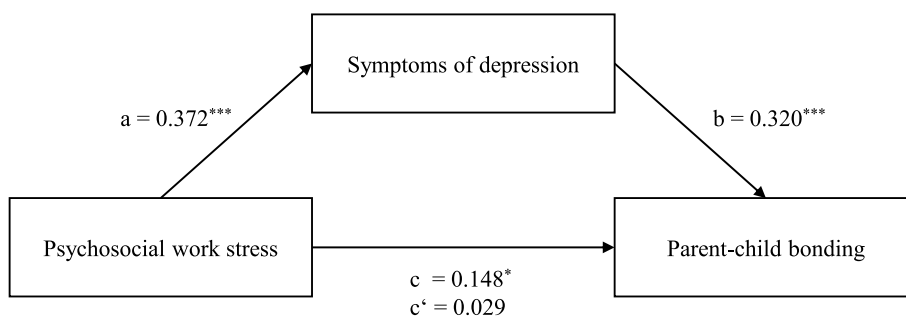 Symptoms of depression
a = 0.372***
b = 0.320***
Psychosocial work stress
Parent-child bonding
c = 0.148*
c‘ = 0.029